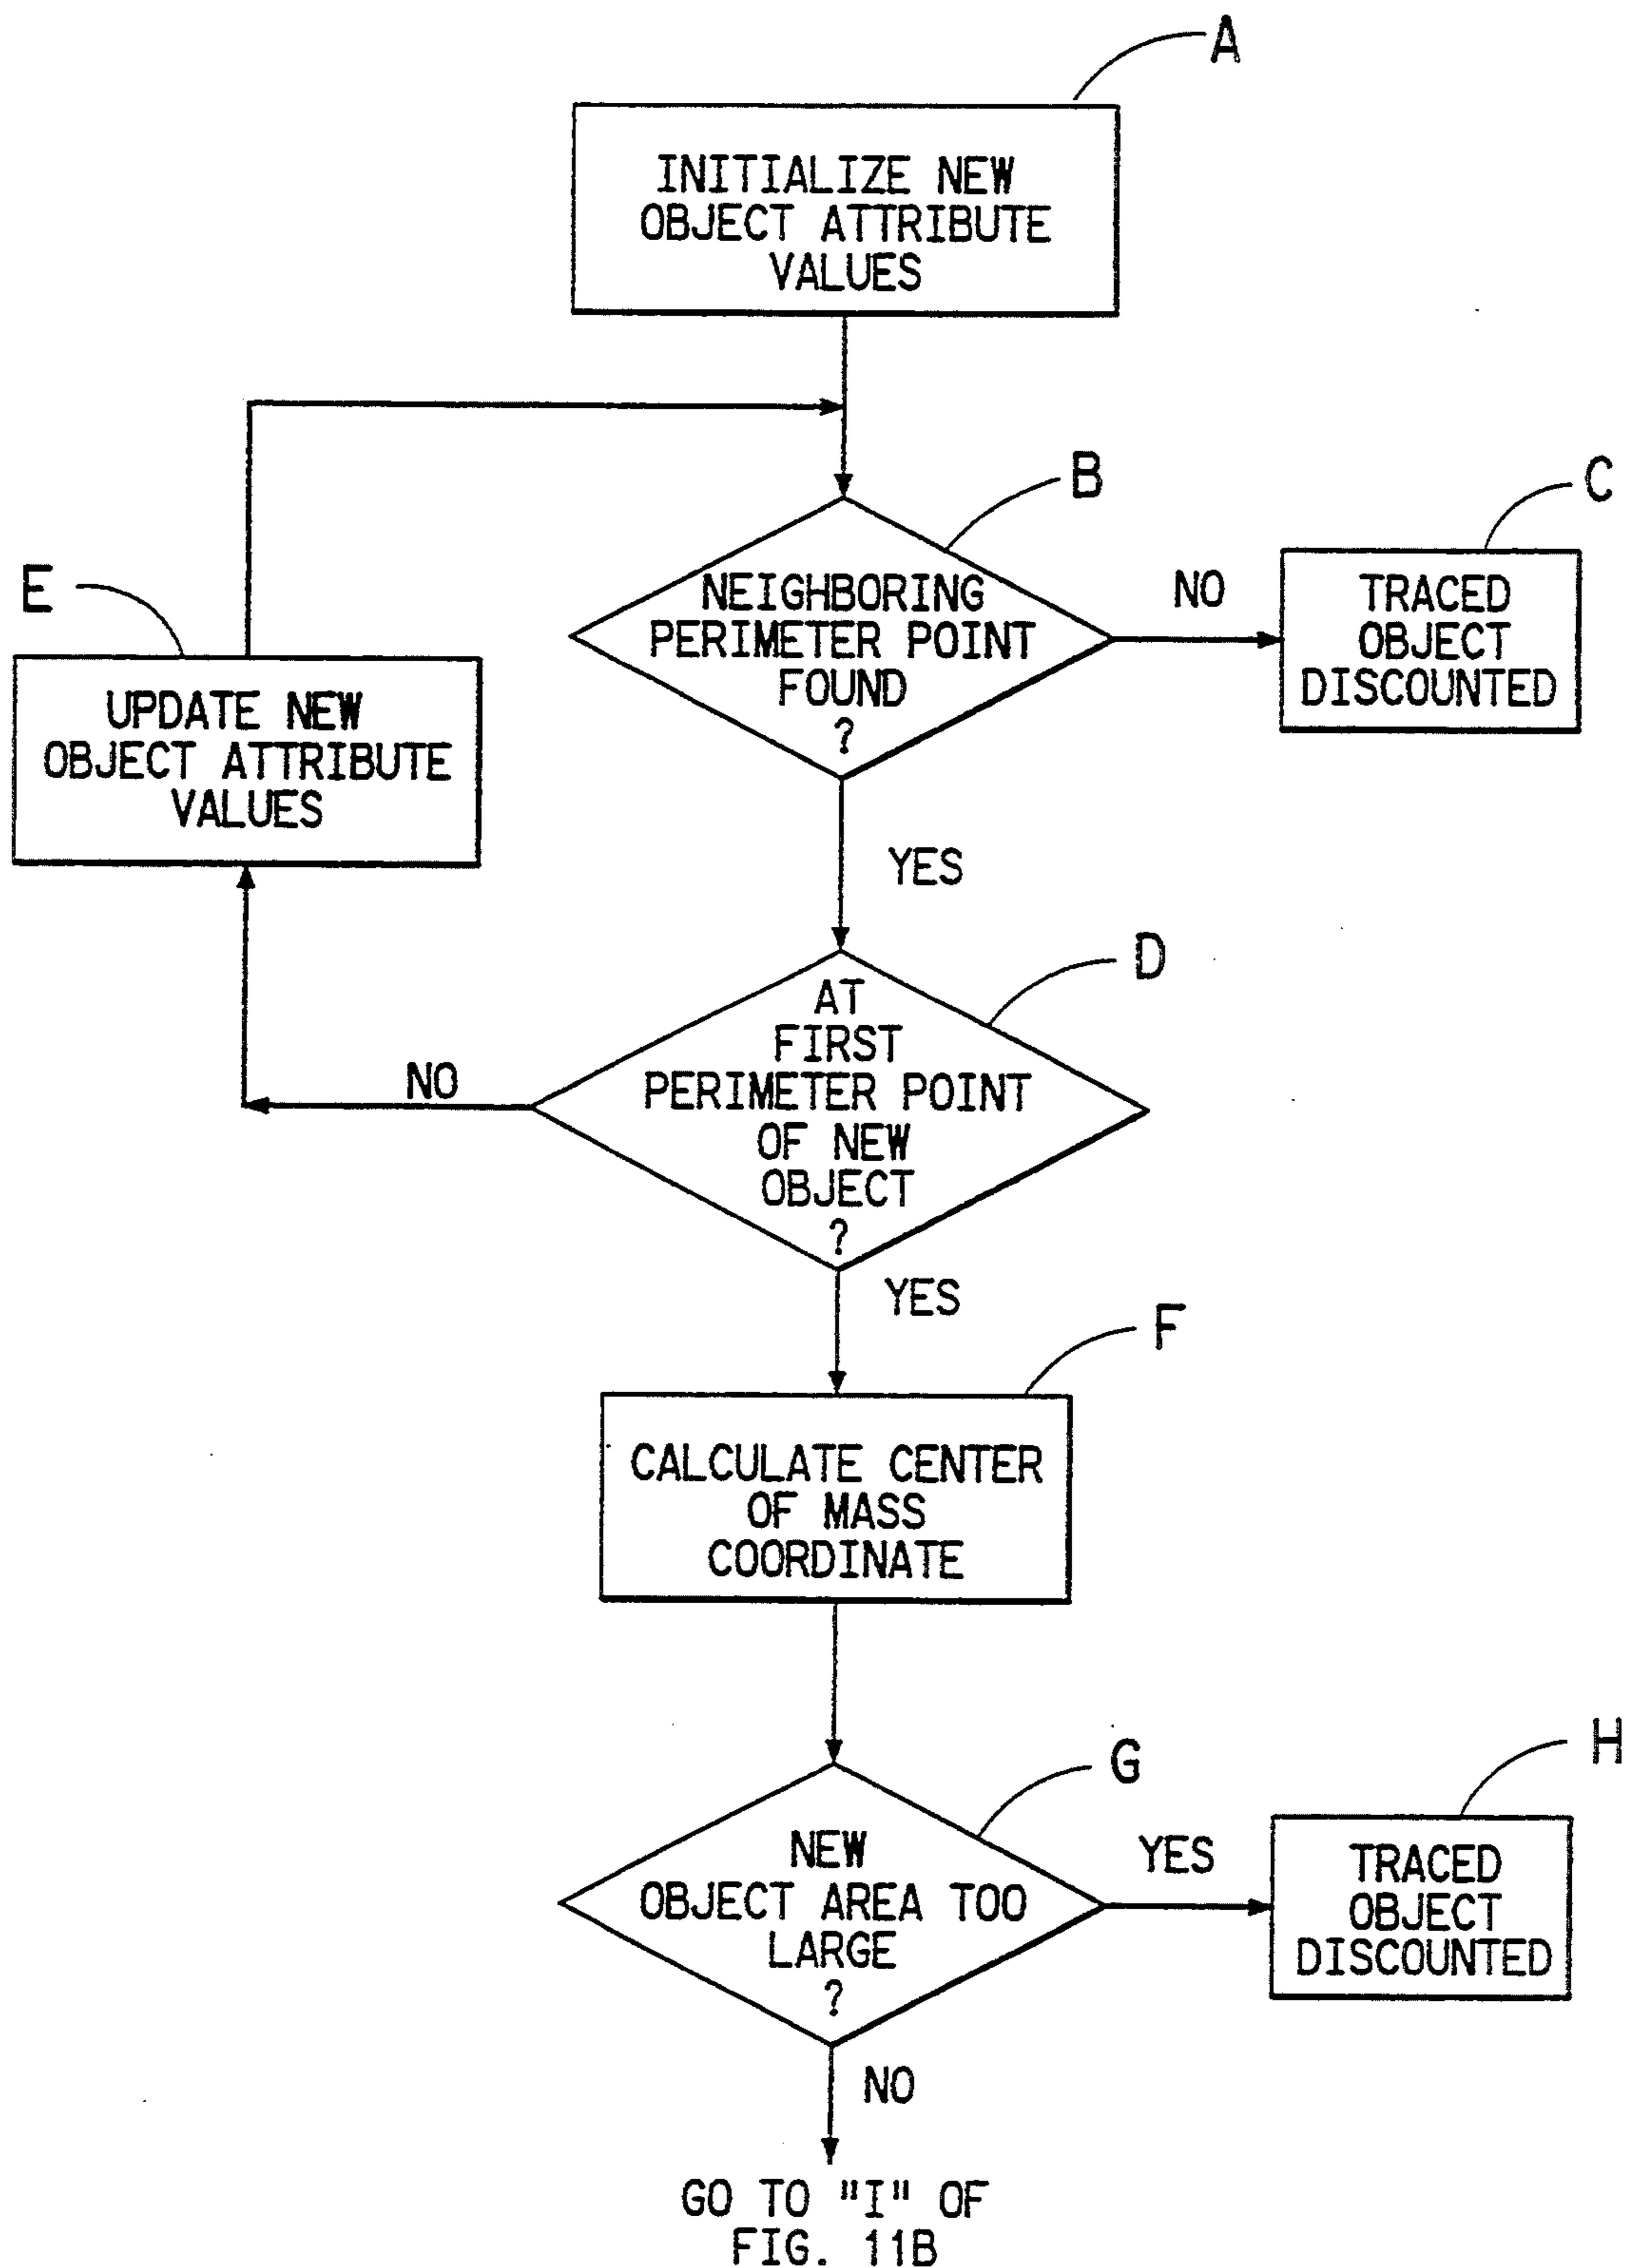 A
INITIALIZE NEW
OBJECT ATTRIBUTE
VALUES
B
C
NEIGHBORING
PERIMETER POINT
FOUND
?
NO
TRACED
OBJECT
DISCOUNTED
E
UPDATE NEW
OBJECT ATTRIBUTE
VALUES
YES
D
AT
FIRST
PERIMETER POINT
OF NEW
OBJECT
?
NO
YES
F
CALCULATE CENTER
OF MASS
COORDINATE
G
H
NEW
OBJECT AREA TOO
LARGE
?
YES
TRACED
OBJECT
DISCOUNTED
NO
GO TO "I" OF
FIG. 11B